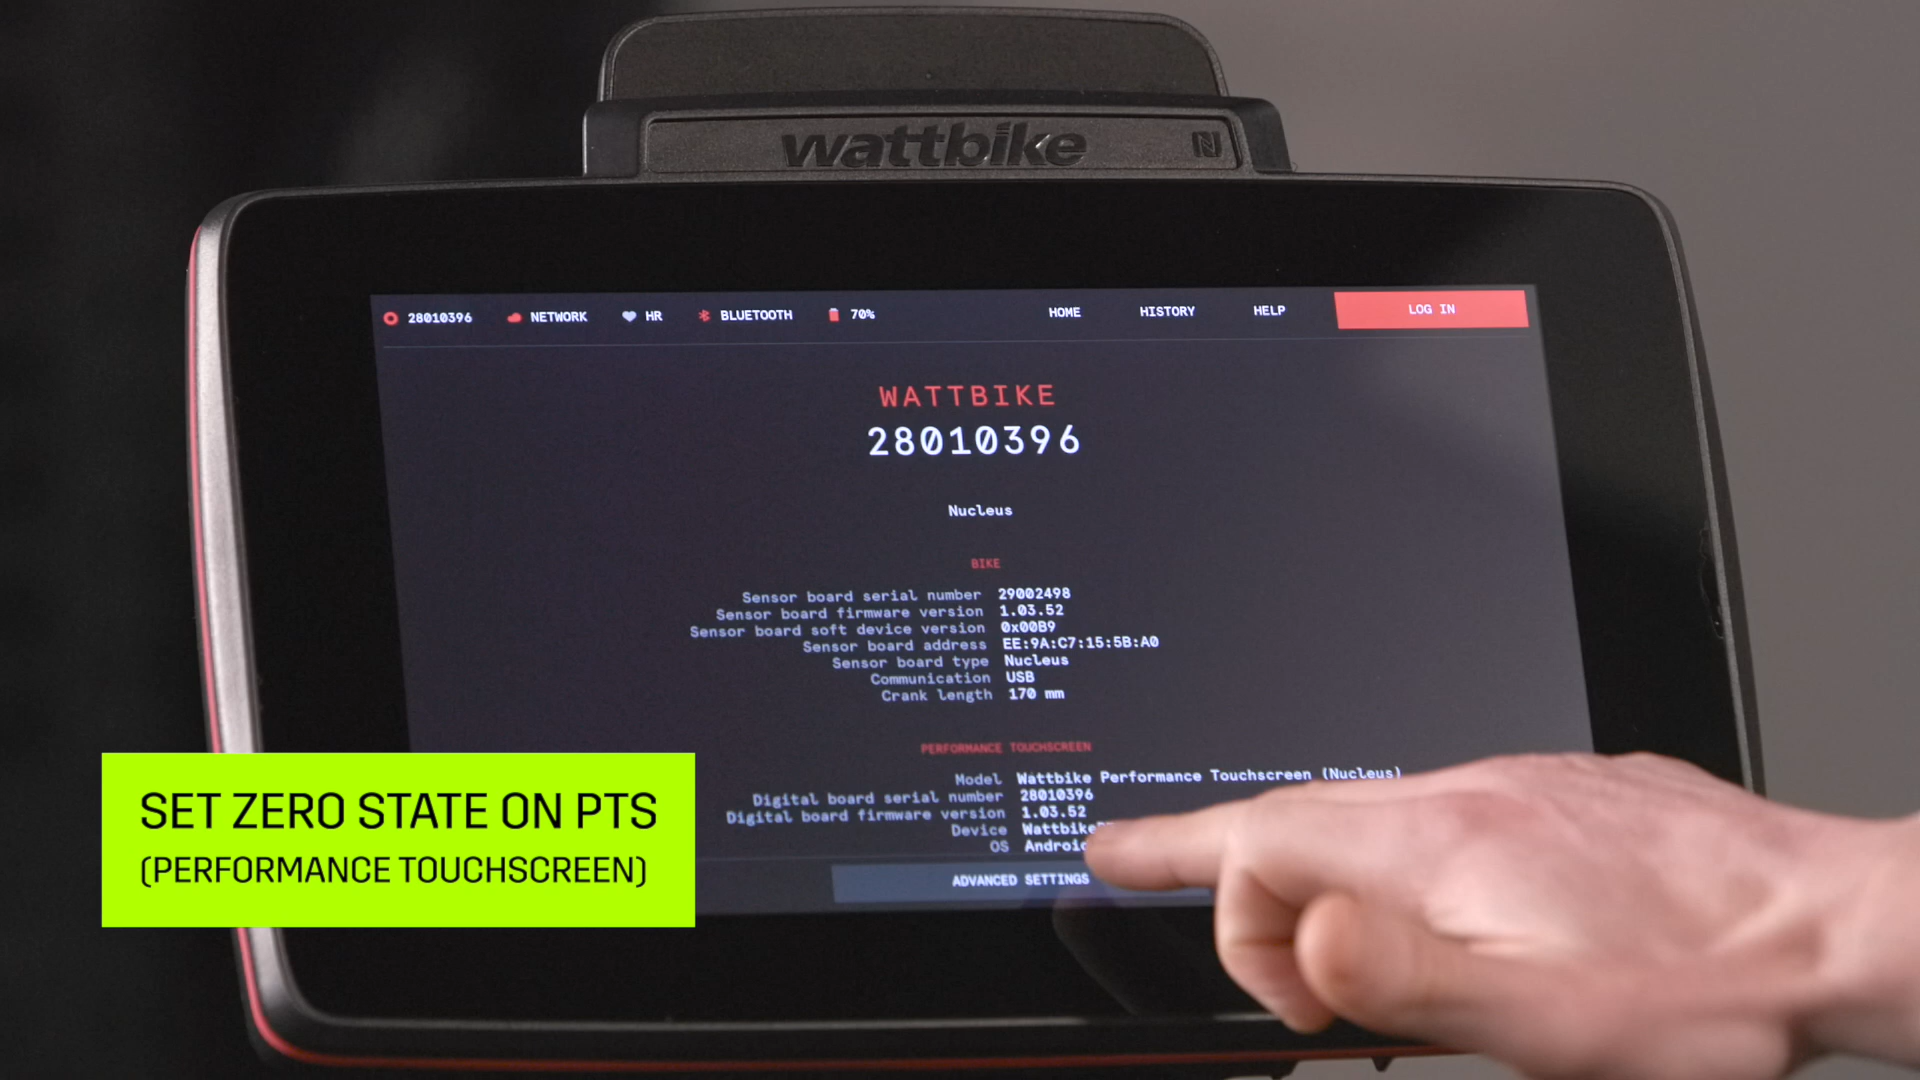 wattbike
28010396 NETWORK HR BLUETOOTH 70% HOME HISTORY HELP LOG IN
WATTBIKE
28010396
Nucleus
BIKE
Sensor board serial number 29002498
Sensor board firmware version 1.03.52
Sensor board soft device version 0x00B9
Sensor board address EE:9A:C7:15:5B:A0
Sensor board type Nucleus
Communication USB
Crank length 170 mm
PERFORMANCE TOUCHSCREEN
Model Wattbike Performance Touchscreen (Nucleus)
Digital board serial number 28010396
Digital board firmware version 1.03.52
Device
OS
ADVANCED SETTINGS
SET ZERO STATE ON PTS
(PERFORMANCE TOUCHSCREEN)